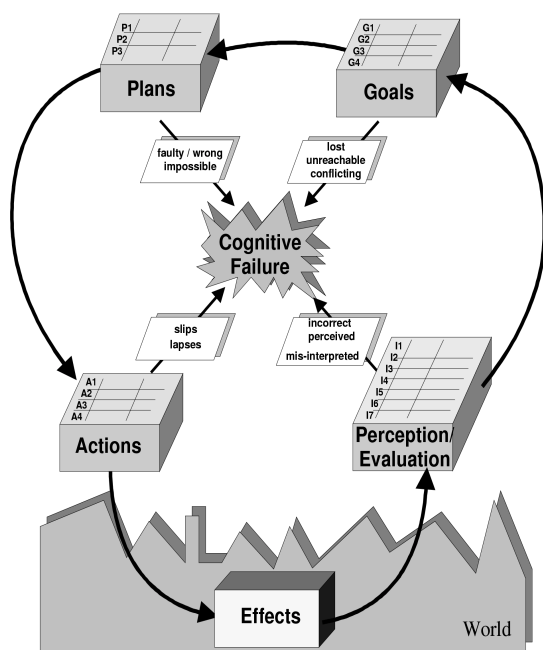 P1
P2
P3
Plans
G1
G2
G3
G4
Goals
faulty / wrong
impossible
lost
unreachable
conflicting
Cognitive
Failure
slips
lapses
incorrect
perceived
mis-interpreted
A1
A2
A3
A4
Actions
I1
I2
I3
I4
I5
I6
I7
Perception/
Evaluation
Effects
World